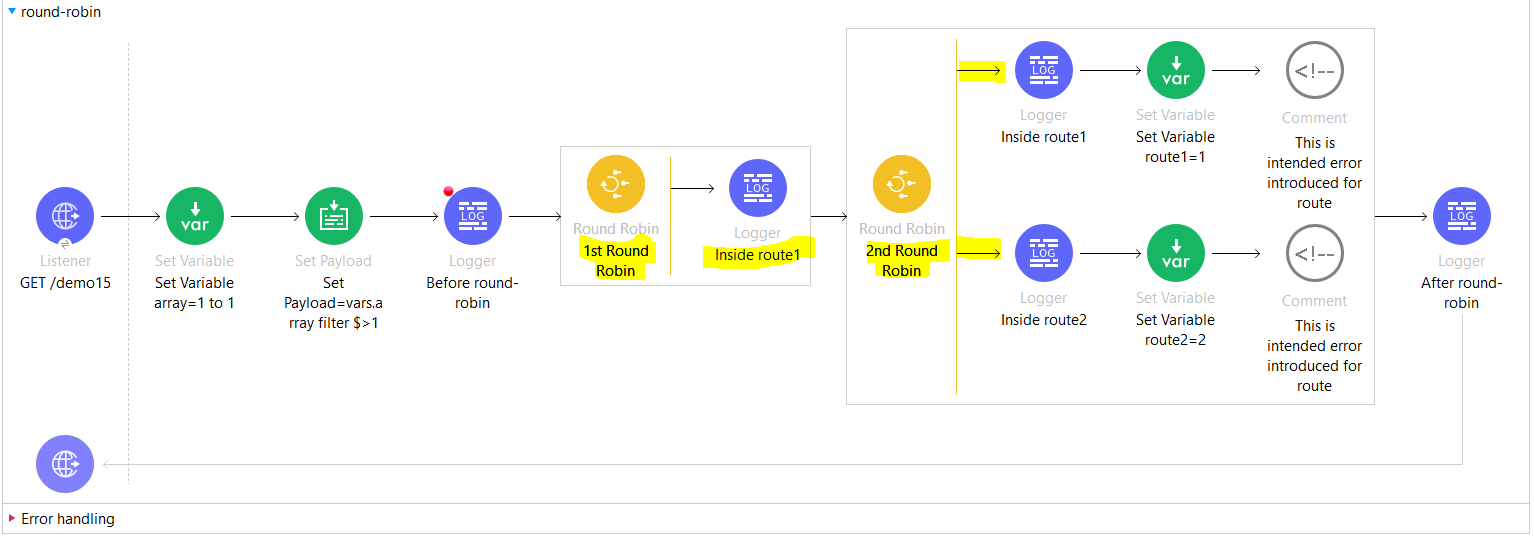 round-robin
Listener
GET /demo15
var
Set Variable
Set Variable
array=1 to 1
Set Payload
Set
Payload=vars.a
rray filter $>1
LOG
Logger
Before round-
robin
Round Robin
1st Round
Robin
LOG
Logger
Inside route1
Round Robin
2nd Round
Robin
LOG
Logger
Inside route1
var
Set Variable
Set Variable
route1=1
<!--
Comment
This is
intended error
introduced for
route
LOG
Logger
Inside route2
var
Set Variable
Set Variable
route2=2
<!--
Comment
This is
intended error
introduced for
route
LOG
Logger
After round-
robin
Error handling